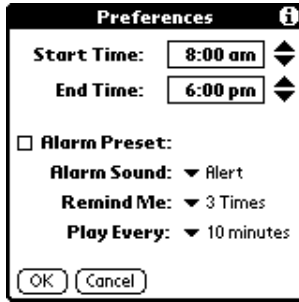 Preferences i
Start Time: 8:00 am
End Time: 6:00 pm
Alarm Preset:
Alarm Sound: Alert
Remind Me: 3 Times
Play Every: 10 minutes
OK Cancel